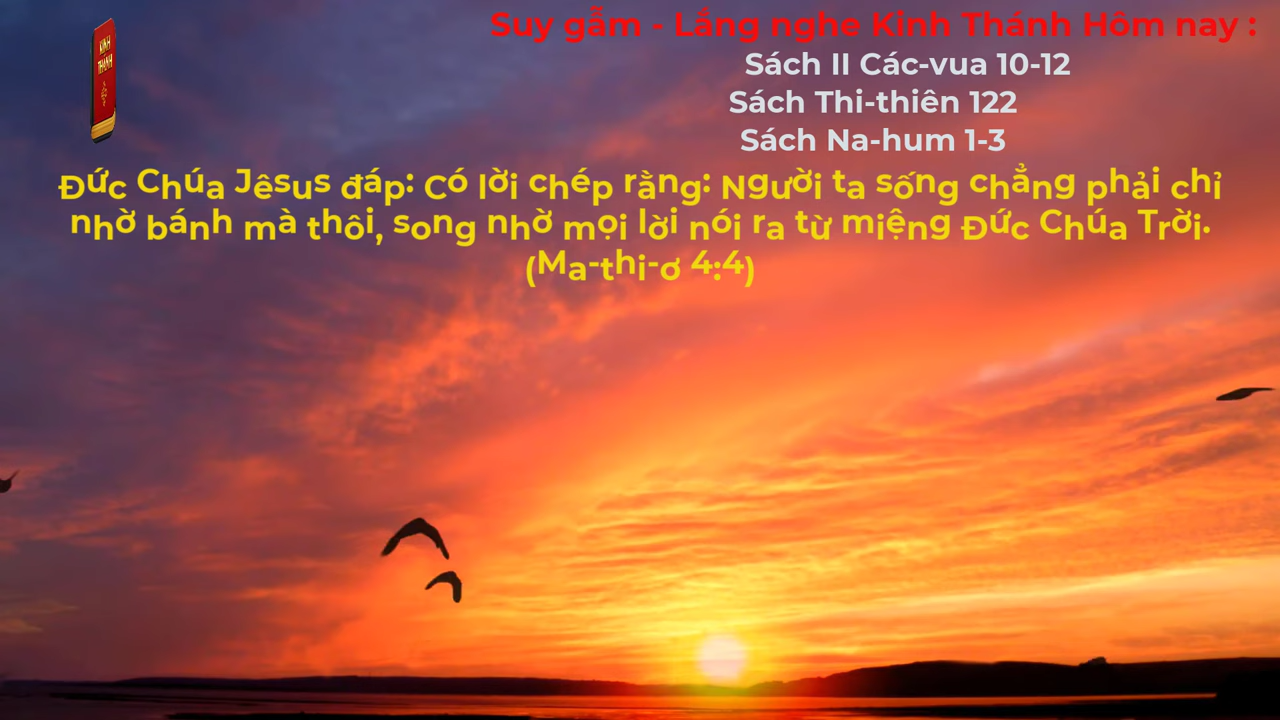 Suy gẫm - Lắng nghe Kinh Thánh Hôm nay :
Sách II Các-vua 10-12
Sách Thi-thiên 122
Sách Na-hum 1-3
Đức Chúa Jêsus đáp: Có lời chép rằng: Người ta sống chẳng phải chỉ
nhờ bánh mà thôi, song nhờ mọi lời nói ra từ miệng Đức Chúa Trời.
(Ma-thi-ơ 4:4)
KINH
THÁNH